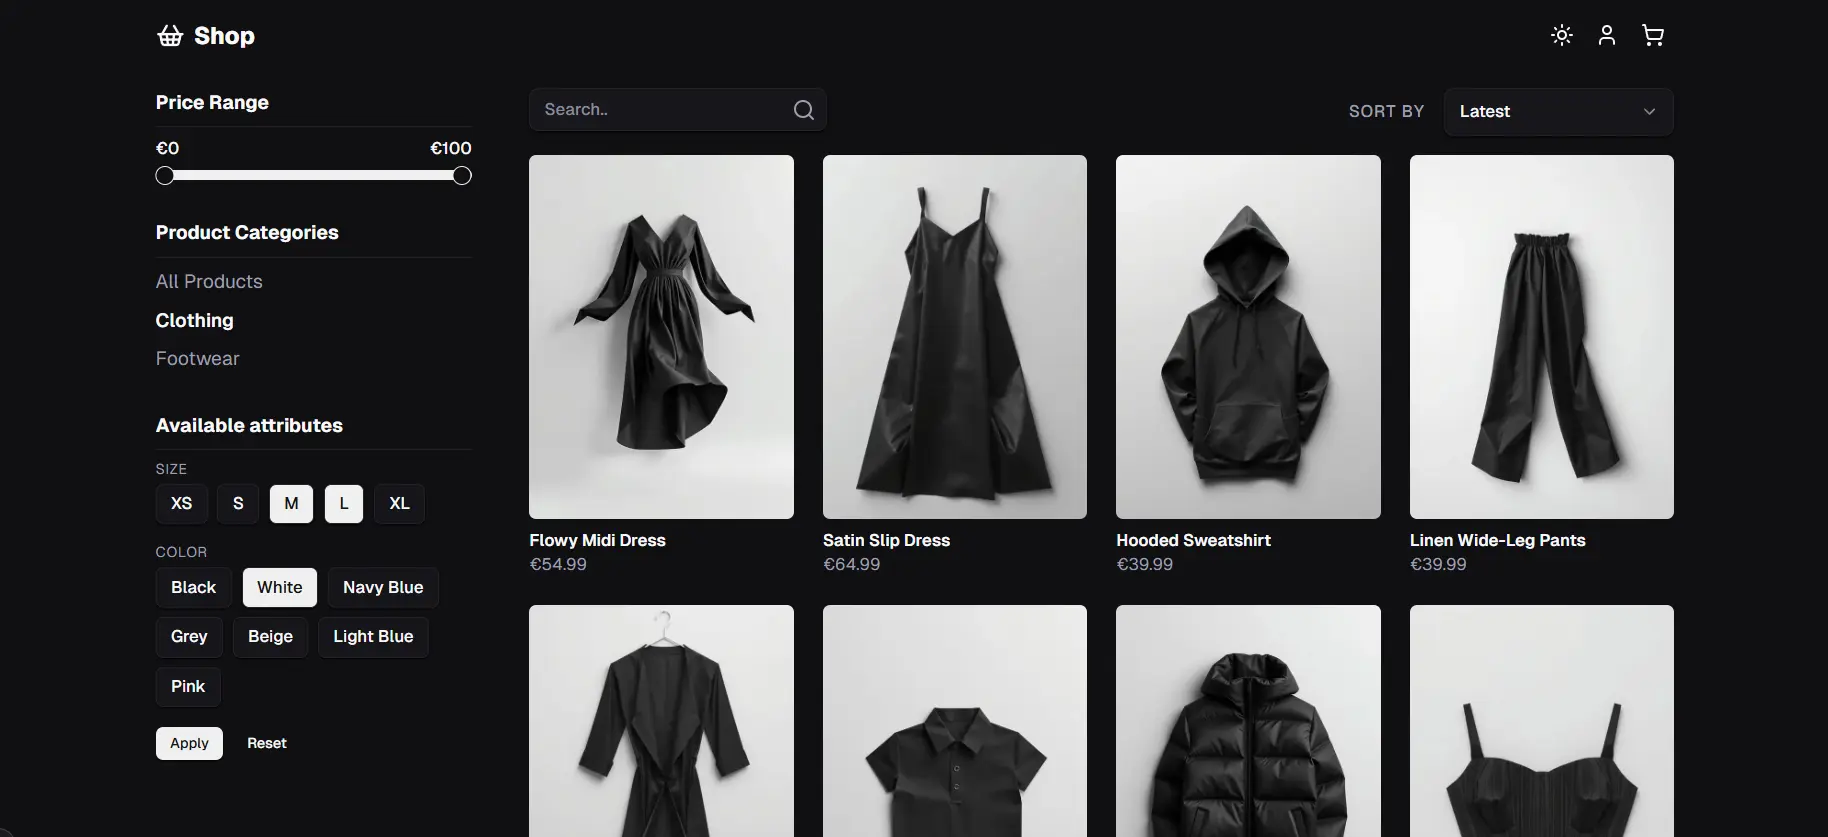 Shop
Price Range
€0 €100
Product Categories
All Products
Clothing
Footwear
Available attributes
SIZE
XS S M L XL
COLOR
Black White Navy Blue
Grey Beige Light Blue
Pink
Apply Reset
Search..
SORT BY Latest
Flowy Midi Dress
€54.99
Satin Slip Dress
€64.99
Hooded Sweatshirt
€39.99
Linen Wide-Leg Pants
€39.99